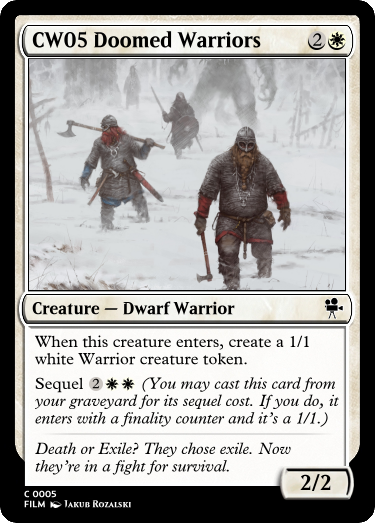 CW05 Doomed Warriors 2
Creature — Dwarf Warrior
When this creature enters, create a 1/1
white Warrior creature token.
Sequel 2 (You may cast this card from
your graveyard for its sequel cost. If you do, it
enters with a finality counter and it's a 1/1.)
Death or Exile? They chose exile. Now
they're in a fight for survival.
2/2
C 0005
FILM Jakub Rozalski